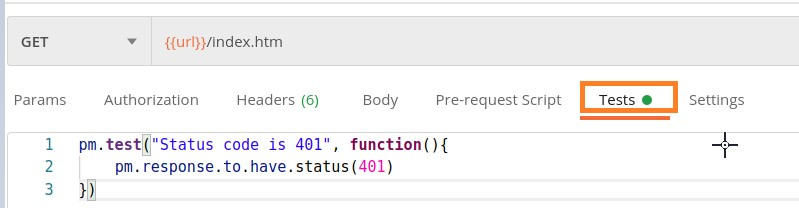 GET {{url}}/index.htm
Params Authorization Headers (6) Body Pre-request Script Tests Settings
1 pm.test("Status code is 401", function(){
2 pm.response.to.have.status(401)
3 })